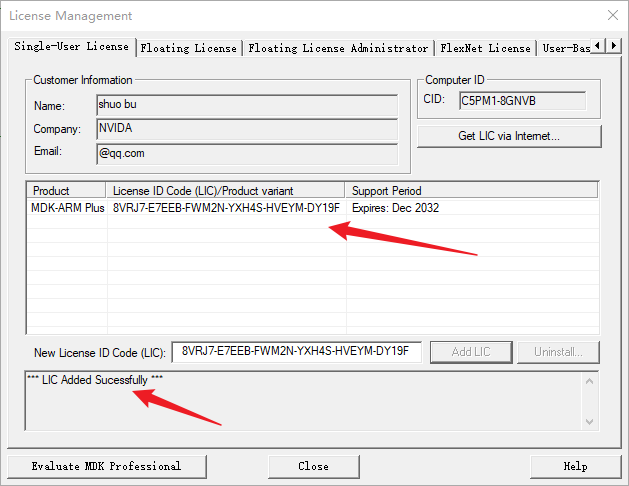 License Management
Single-User License
Floating License
Floating License Administrator
FlexNet License
User-Bas
Customer Information
Name:
shuo bu
Company:
NVIDA
Email:
@qq.com
Computer ID
CID:
C5PM1-8GNVB
Get LIC via Internet...
Product
License ID Code (LIC)/Product variant
Support Period
MDK-ARM Plus
8VRJ7-E7EEB-FWM2N-YXH4S-HVEYM-DY19F
Expires: Dec 2032
New License ID Code (LIC):
8VRJ7-E7EEB-FWM2N-YXH4S-HVEYM-DY19F
Add LIC
Uninstall...
*** LIC Added Sucessfully ***
Evaluate MDK Professional
Close
Help